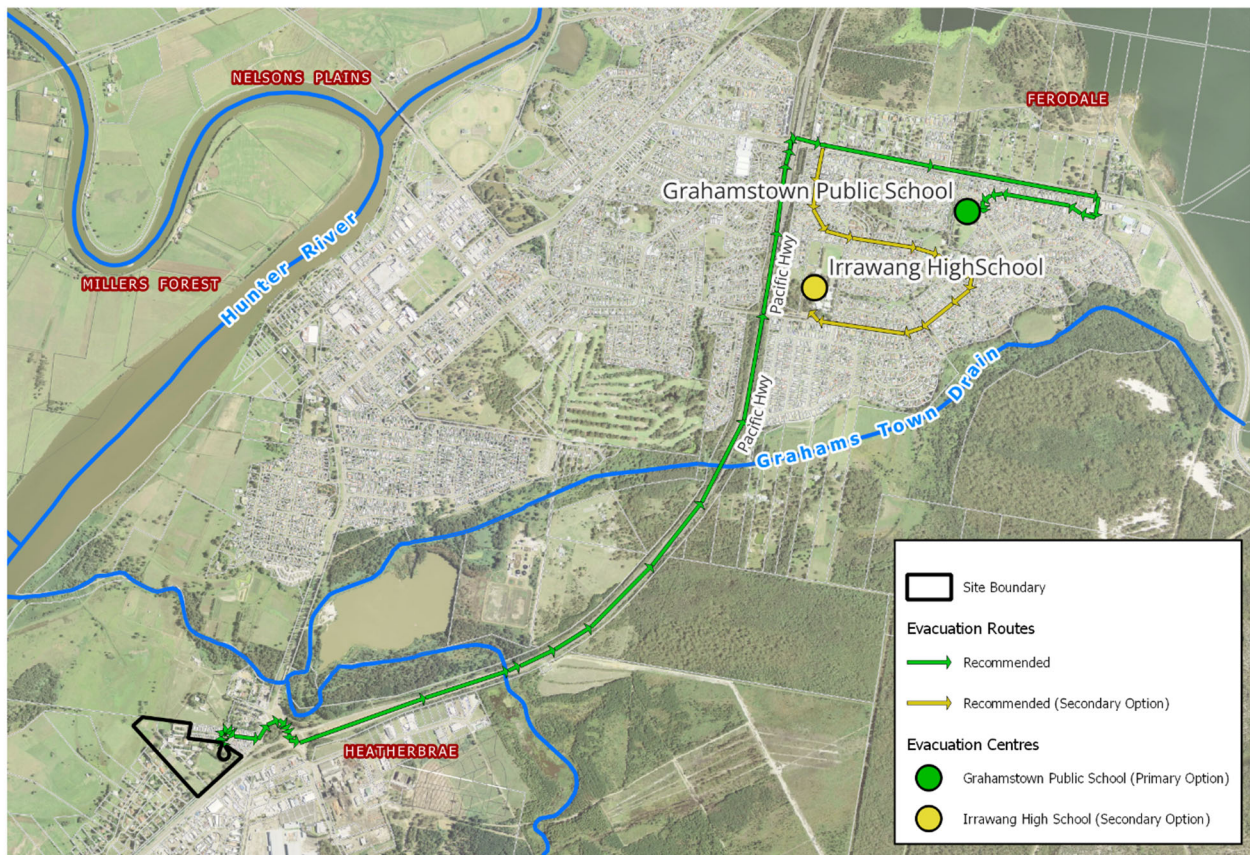 NELSONS PLAINS
FERODALE
Grahamstown Public School
Hunter River
MILLERS FOREST
Irrawang HighSchool
Pacific Hwy
Pacific Hwy
Grahams Town Drain
HEATHERBRAE
Site Boundary
Evacuation Routes
Recommended
Recommended (Secondary Option)
Evacuation Centres
Grahamstown Public School (Primary Option)
Irrawang High School (Secondary Option)